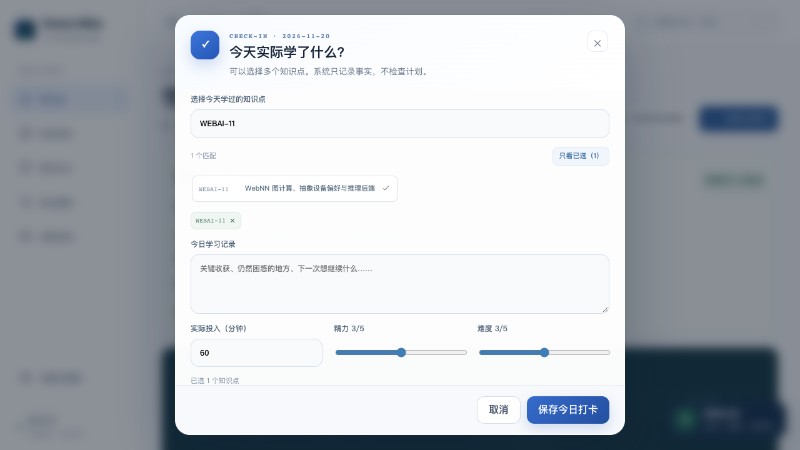 CHECK-IN · 2026-11-20
今天实际学了什么？
可以选择多个知识点。系统只记录事实，不检查计划。
选择今天学过的知识点
WEBAI-11
1 个匹配
只看已选（1）
WEBAI-11 WebNN 图计算、抽象设备偏好与推理后端
WEBAI-11 ×
今日学习记录
关键收获、仍然困惑的地方、下一次想继续什么……
实际投入（分钟）
精力 3/5
难度 3/5
60
已选 1 个知识点
取消
保存今日打卡